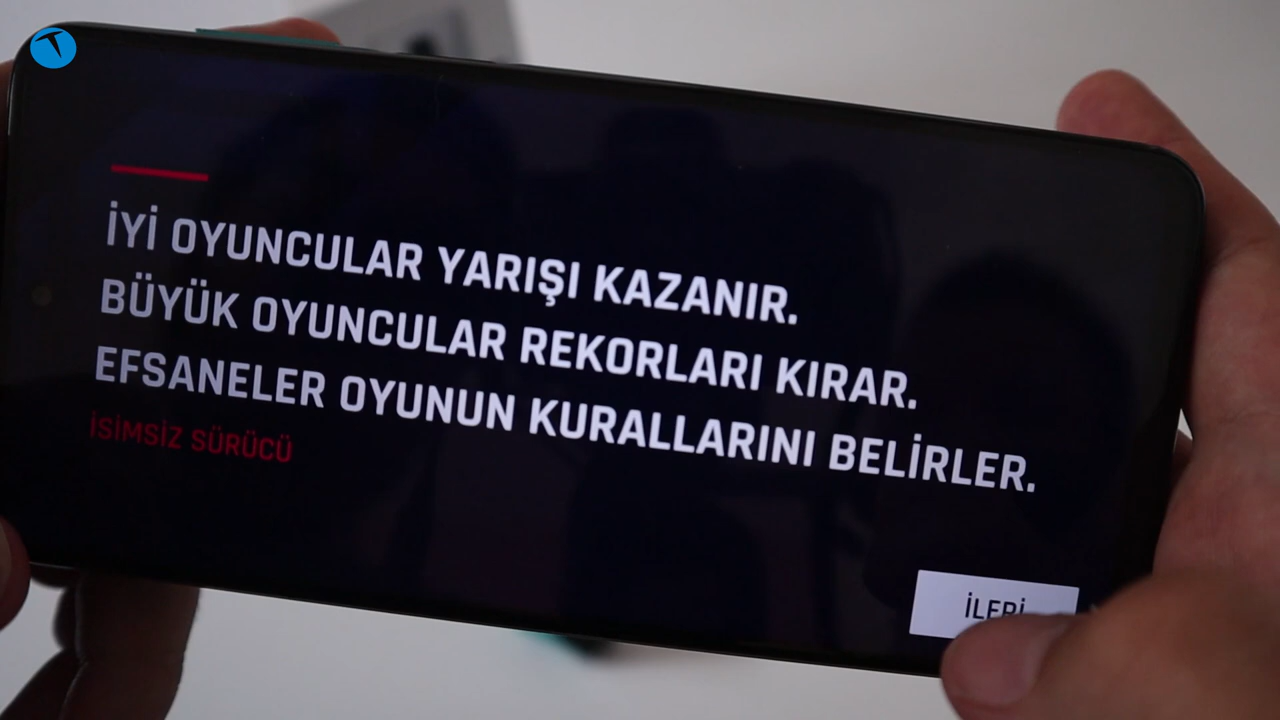 İYİ OYUNCULAR YARIŞI KAZANIR.
BÜYÜK OYUNCULAR REKORLARI KIRAR.
EFSANELER OYUNUN KURALLARINI BELİRLER.
İSİMSİZ SÜRÜCÜ
İLERİ